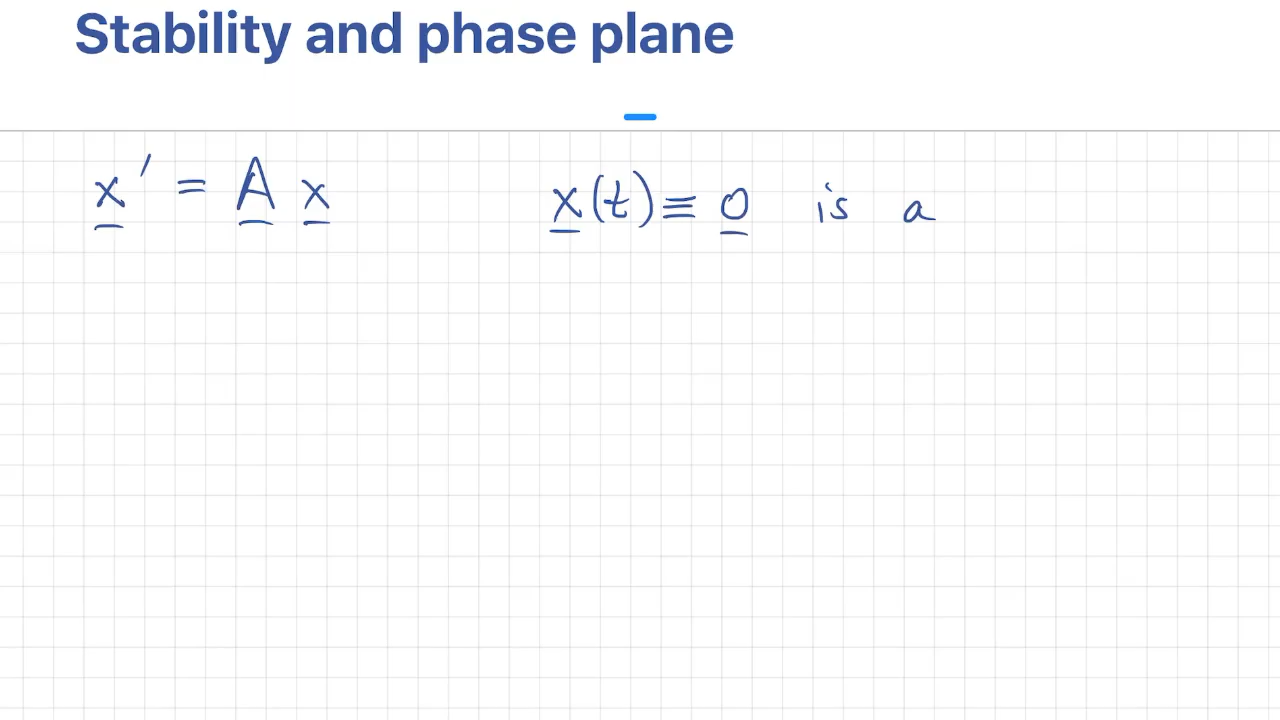 Stability and phase plane
x' = A x x(t) ≡ 0 is a